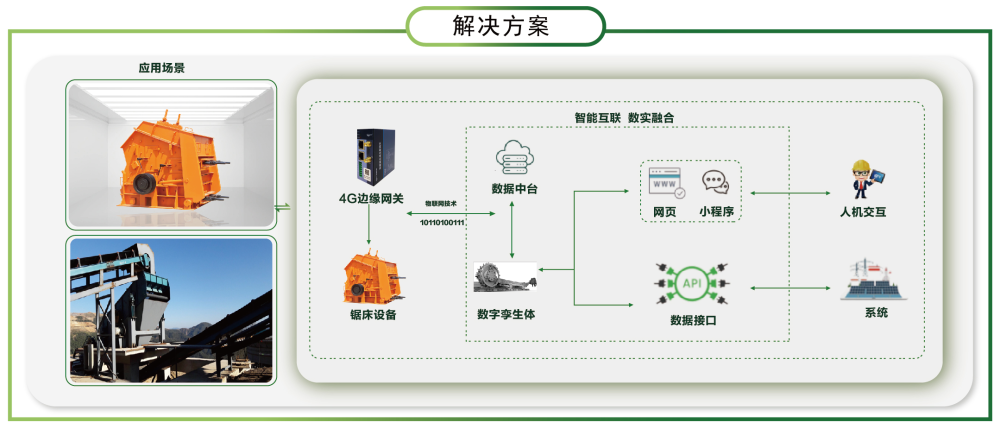 解决方案
应用场景
智能互联 数实融合
4G边缘网关
物联网技术
10110100111
数据中台
WWW
网页
小程序
人机交互
锯床设备
数字孪生体
API
数据接口
系统